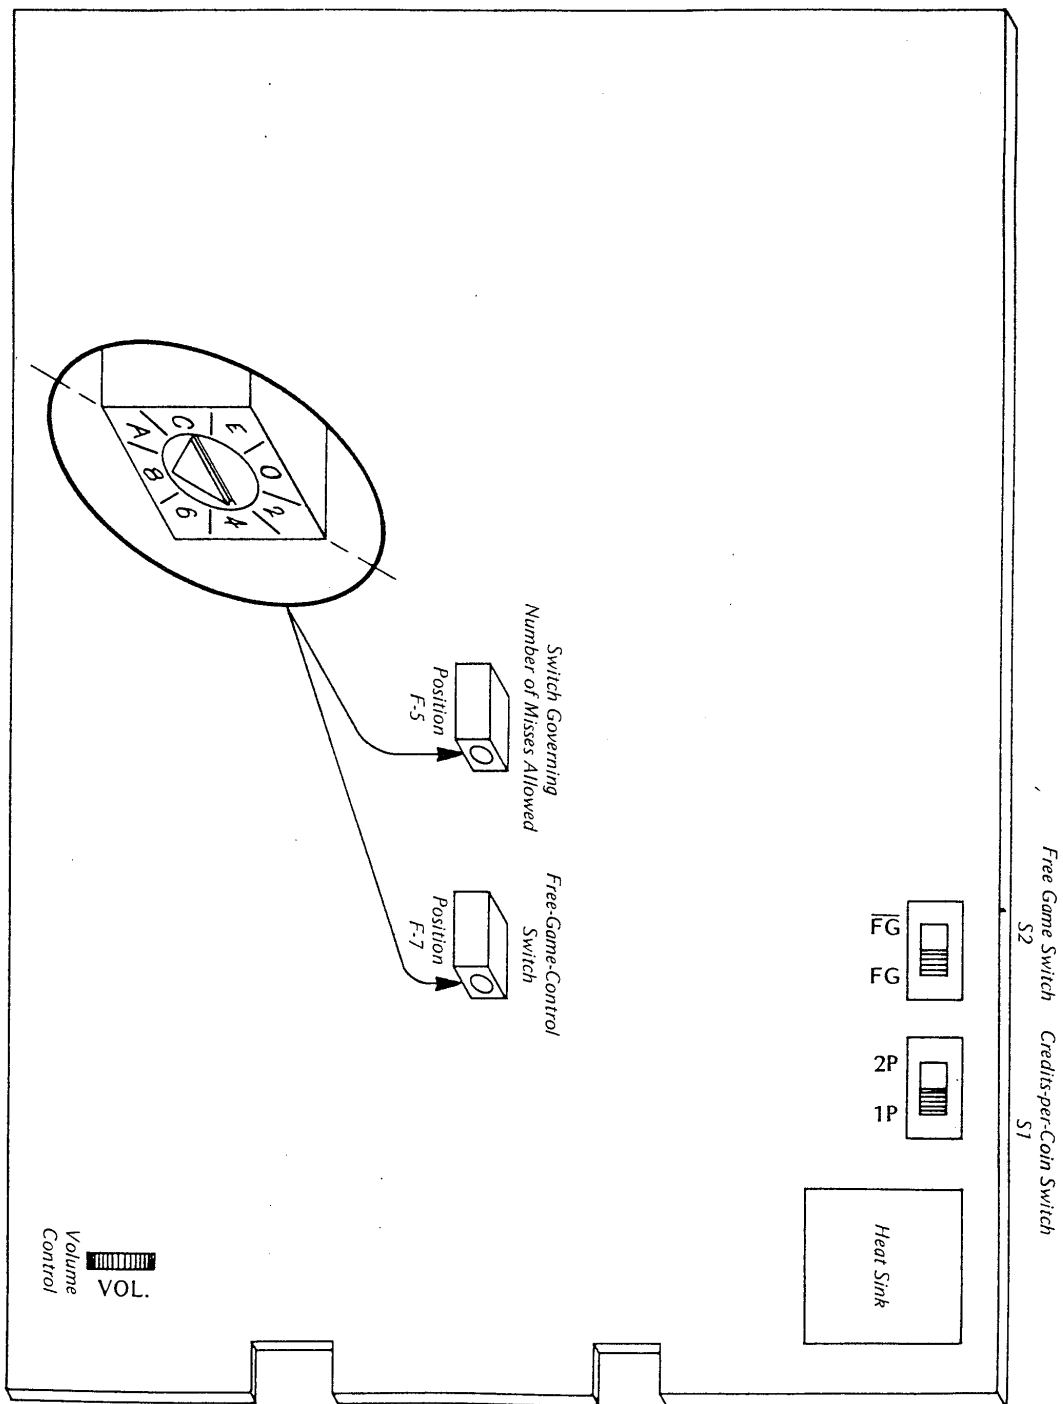 Free Game Switch
S2
Credits-per-Coin Switch
S1
F̅G̅
FG
2P
1P
Heat Sink
Switch Governing
Number of Misses Allowed
Position
F-5
Free-Game-Control
Switch
Position
F-7
0
2
4
6
8
A
C
E
VOL.
Volume
Control